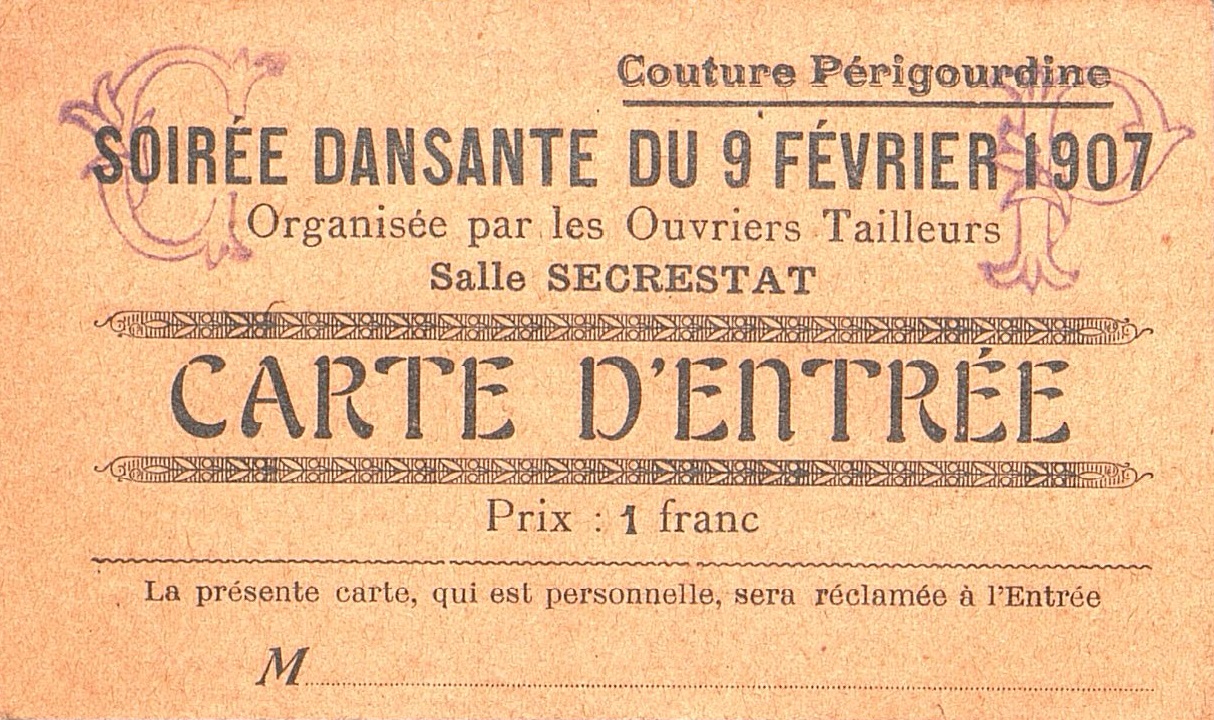 Couture Périgourdine
SOIRÉE DANSANTE DU 9 FÉVRIER 1907
Organisée par les Ouvriers Tailleurs
Salle SECRESTAT
CARTE D'ENTRÉE
Prix : 1 franc
La présente carte, qui est personnelle, sera réclamée à l'Entrée
M
C P